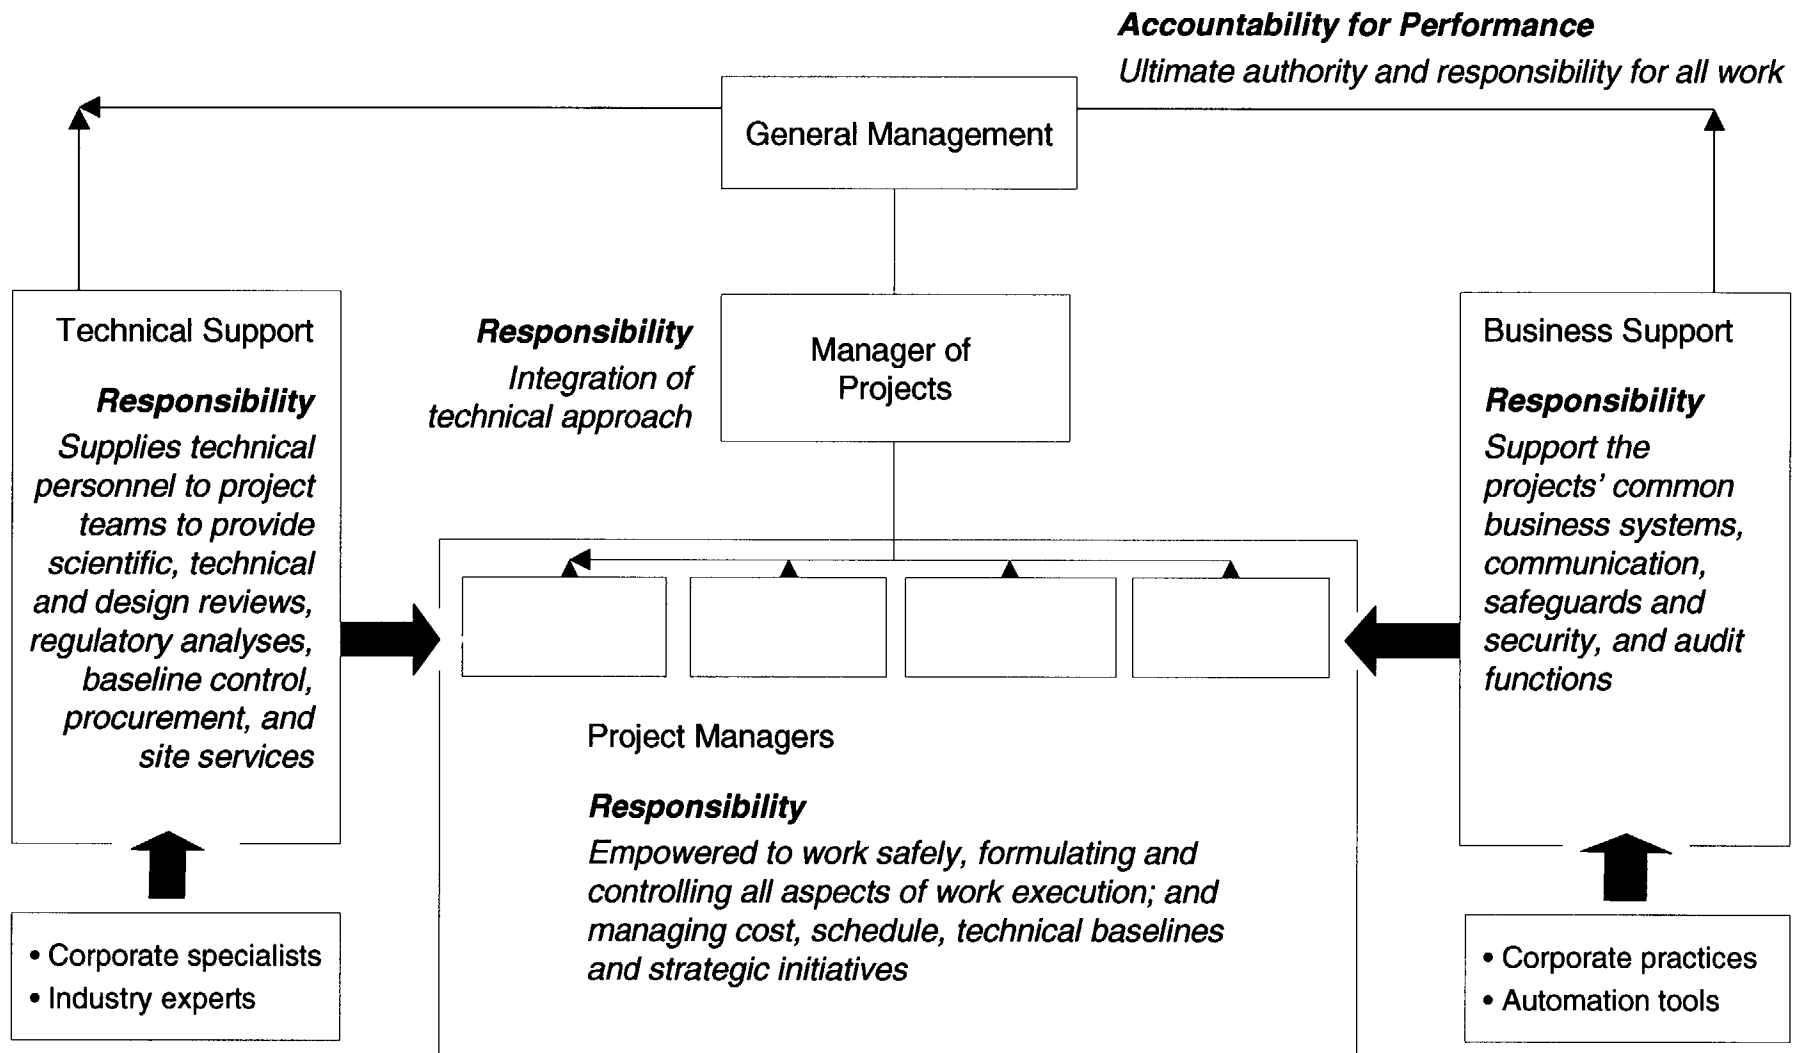 Accountability for Performance
Ultimate authority and responsibility for all work
General Management
Technical Support
Responsibility
Supplies technical
personnel to project
teams to provide
scientific, technical
and design reviews,
regulatory analyses,
baseline control,
procurement, and
site services
Responsibility
Integration of
technical approach
Manager of
Projects
Business Support
Responsibility
Support the
projects’ common
business systems,
communication,
safeguards and
security, and audit
functions
Project Managers
Responsibility
Empowered to work safely, formulating and
controlling all aspects of work execution; and
managing cost, schedule, technical baselines
and strategic initiatives
• Corporate specialists
• Industry experts
• Corporate practices
• Automation tools